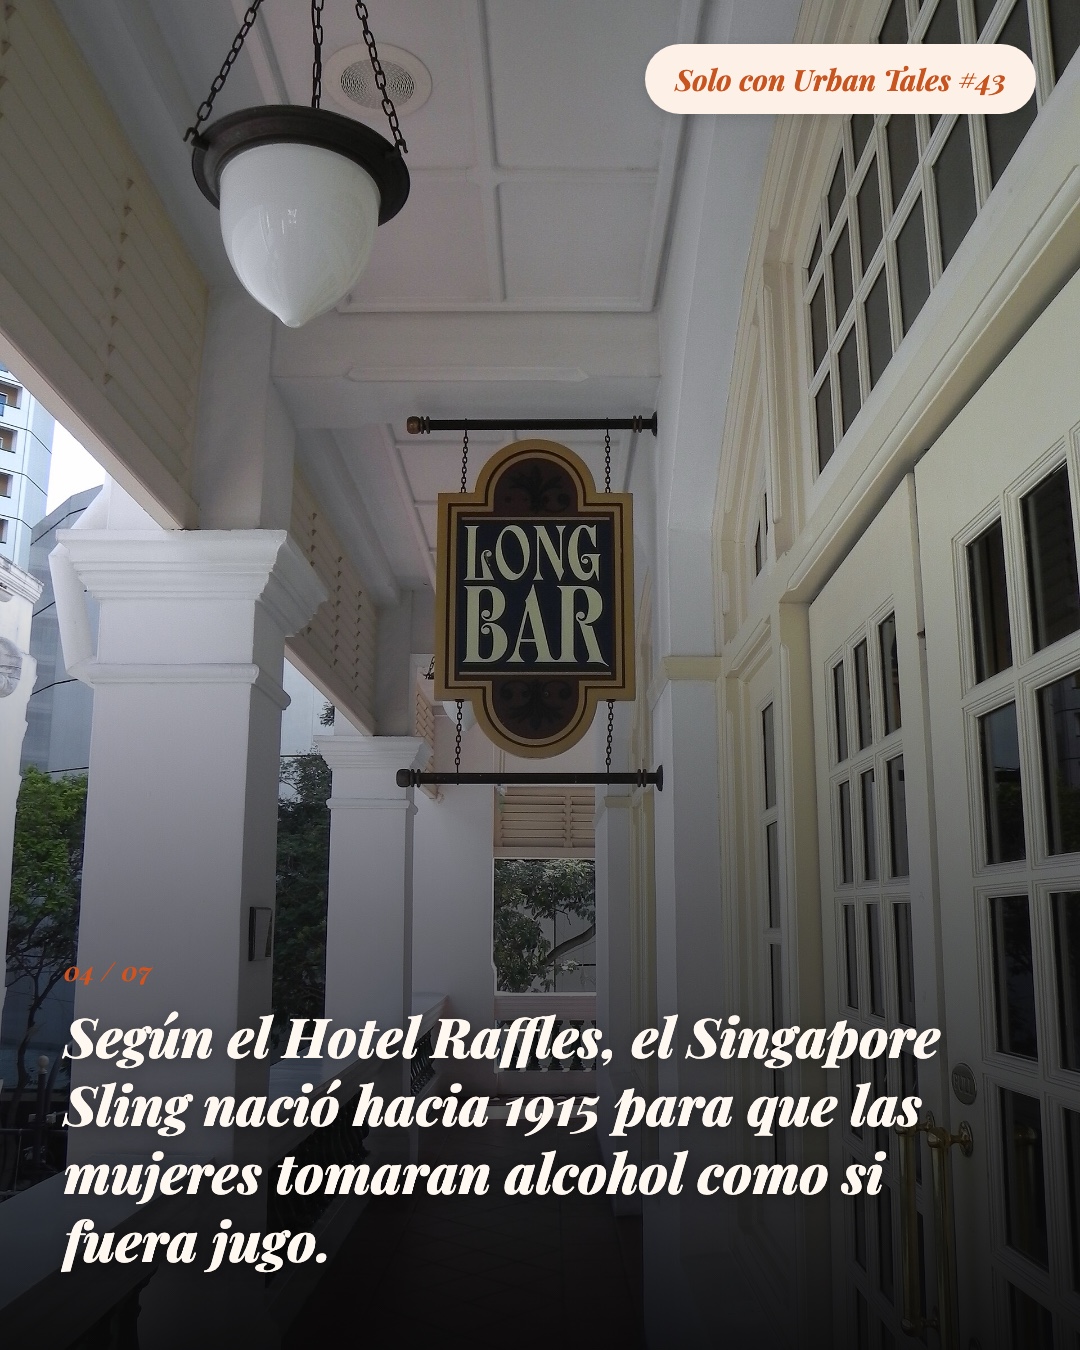 Solo con Urban Tales #43
LONG
BAR
04 / 07
Según el Hotel Raffles, el Singapore
Sling nació hacia 1915 para que las
mujeres tomaran alcohol como si
fuera jugo.